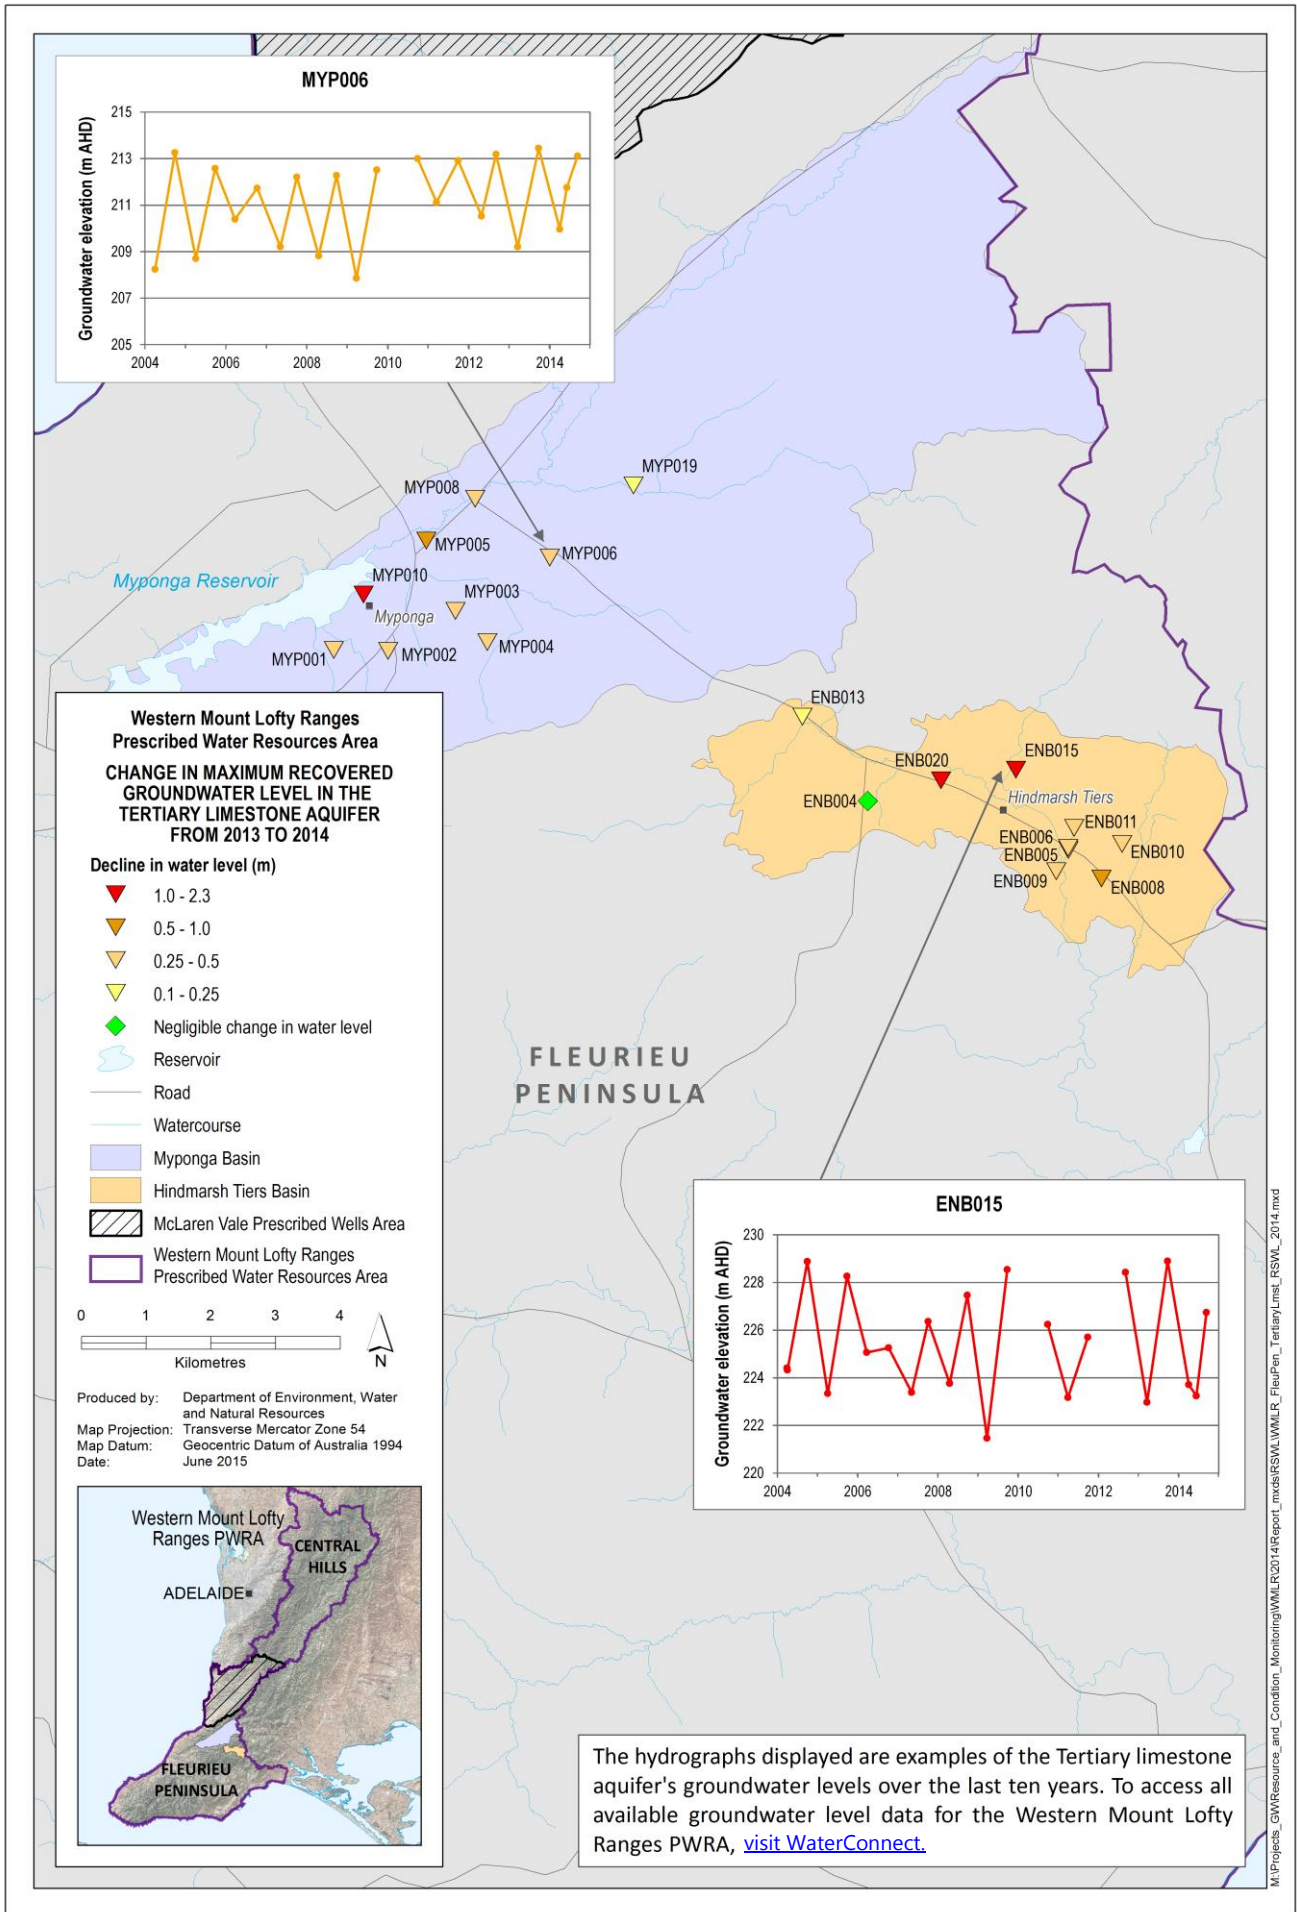 MYP006
Groundwater elevation (m AHD)
215
213
211
209
207
205
2004
2006
2008
2010
2012
2014
MYP019
MYP008
MYP005
MYP006
Myponga Reservoir
MYP010
MYP003
Myponga
MYP001
MYP002
MYP004
ENB013
ENB020
ENB015
ENB004
Hindmarsh Tiers
ENB011
ENB006
ENB005
ENB010
ENB009
ENB008
Western Mount Lofty Ranges
Prescribed Water Resources Area
CHANGE IN MAXIMUM RECOVERED
GROUNDWATER LEVEL IN THE
TERTIARY LIMESTONE AQUIFER
FROM 2013 TO 2014
Decline in water level (m)
1.0 - 2.3
0.5 - 1.0
0.25 - 0.5
0.1 - 0.25
Negligible change in water level
Reservoir
Road
Watercourse
Myponga Basin
Hindmarsh Tiers Basin
McLaren Vale Prescribed Wells Area
Western Mount Lofty Ranges
Prescribed Water Resources Area
0 1 2 3 4
Kilometres
N
Produced by: Department of Environment, Water
and Natural Resources
Map Projection: Transverse Mercator Zone 54
Map Datum: Geocentric Datum of Australia 1994
Date: June 2015
FLEURIEU
PENINSULA
ENB015
Groundwater elevation (m AHD)
230
228
226
224
222
220
2004
2006
2008
2010
2012
2014
Western Mount Lofty
Ranges PWRA
CENTRAL
HILLS
ADELAIDE
FLEURIEU
PENINSULA
The hydrographs displayed are examples of the Tertiary limestone
aquifer's groundwater levels over the last ten years. To access all
available groundwater level data for the Western Mount Lofty
Ranges PWRA, visit WaterConnect.
M:\Projects_GW\Resource_and_Condition_Monitoring\WMLR\2014\Report_mxds\RSWL\WMLR_FleuPen_TertiaryLmst_RSWL_2014.mxd